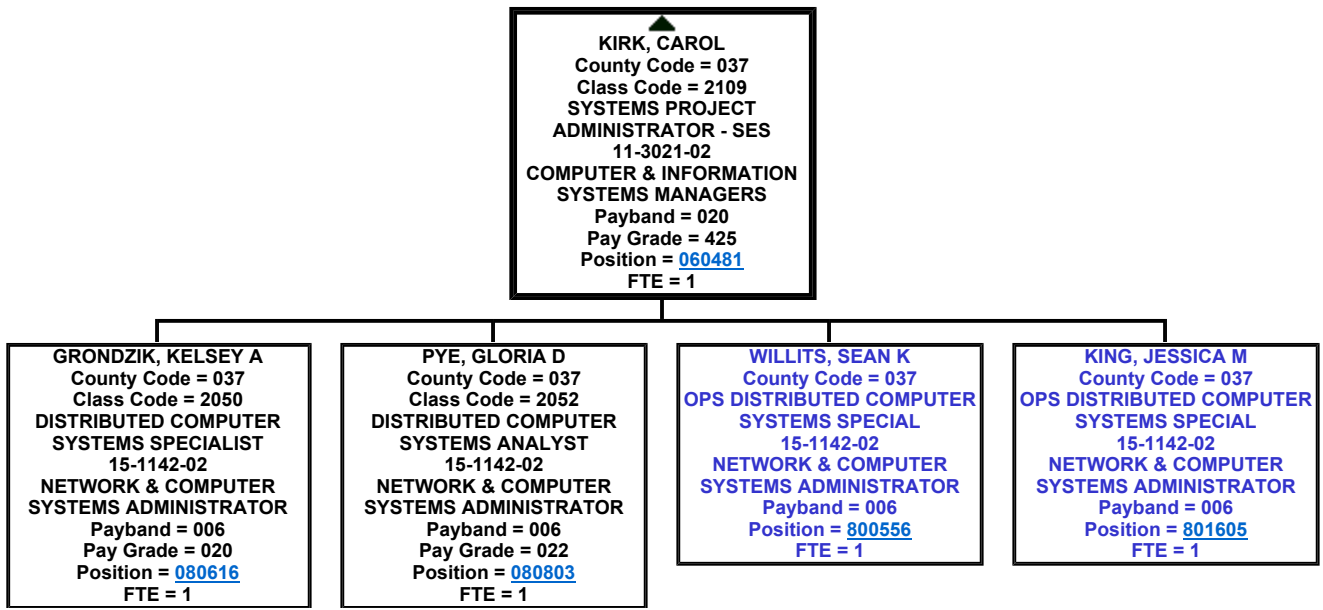 KIRK, CAROL
County Code = 037
Class Code = 2109
SYSTEMS PROJECT
ADMINISTRATOR - SES
11-3021-02
COMPUTER & INFORMATION
SYSTEMS MANAGERS
Payband = 020
Pay Grade = 425
Position = 060481
FTE = 1
GRONDZIK, KELSEY A
County Code = 037
Class Code = 2050
DISTRIBUTED COMPUTER
SYSTEMS SPECIALIST
15-1142-02
NETWORK & COMPUTER
SYSTEMS ADMINISTRATOR
Payband = 006
Pay Grade = 020
Position = 080616
FTE = 1
PYE, GLORIA D
County Code = 037
Class Code = 2052
DISTRIBUTED COMPUTER
SYSTEMS ANALYST
15-1142-02
NETWORK & COMPUTER
SYSTEMS ADMINISTRATOR
Payband = 006
Pay Grade = 022
Position = 080803
FTE = 1
WILLITS, SEAN K
County Code = 037
OPS DISTRIBUTED COMPUTER
SYSTEMS SPECIAL
15-1142-02
NETWORK & COMPUTER
SYSTEMS ADMINISTRATOR
Payband = 006
Position = 800556
FTE = 1
KING, JESSICA M
County Code = 037
OPS DISTRIBUTED COMPUTER
SYSTEMS SPECIAL
15-1142-02
NETWORK & COMPUTER
SYSTEMS ADMINISTRATOR
Payband = 006
Position = 801605
FTE = 1